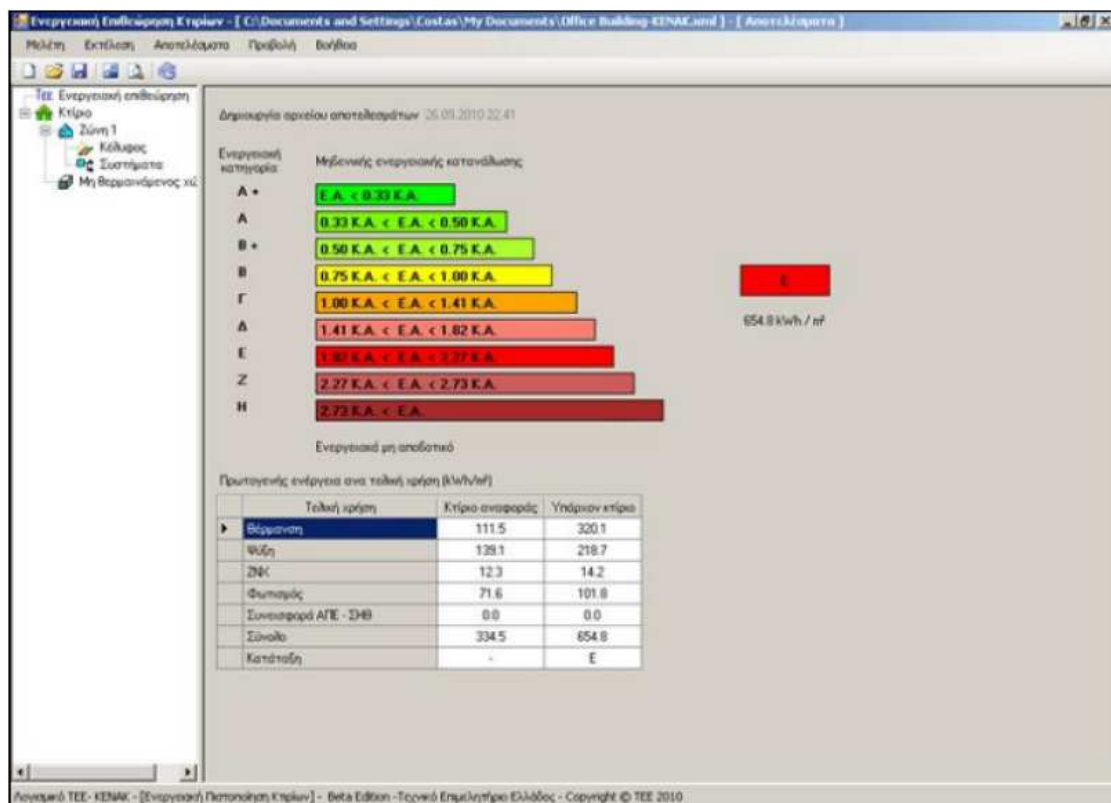 Ενεργειακή Επιθεώρηση Κτιρίων - [ C:\Documents and Settings\Costas\My Documents\Office Building-KENAK.xml ] - [ Αποτελέσματα ]
Μελέτη Εκτέλεση Αποτελέσματα Προβολή Βοήθεια
TEE Ενεργειακή επιθεώρηση
Κτίριο
Ζώνη 1
Κέλυφος
Συστήματα
Μη θερμαινόμενος χώ
Δημιουργία αρχείου αποτελεσμάτων 26.09.2010 22:41
Ενεργειακή κατηγορία
Μηδενικής ενεργειακής κατανάλωσης
Α + Ε.Α. < 0.33 Κ.Α.
Α 0.33 Κ.Α. < Ε.Α. < 0.50 Κ.Α.
Β + 0.50 Κ.Α. < Ε.Α. < 0.75 Κ.Α.
Β 0.75 Κ.Α. < Ε.Α. < 1.00 Κ.Α.
Γ 1.00 Κ.Α. < Ε.Α. < 1.41 Κ.Α.
Δ 1.41 Κ.Α. < Ε.Α. < 1.82 Κ.Α.
Ε 1.82 Κ.Α. < Ε.Α. < 2.27 Κ.Α.
Ζ 2.27 Κ.Α. < Ε.Α. < 2.73 Κ.Α.
Η 2.73 Κ.Α. < Ε.Α.
Ε
654.8 kWh / m²
Ενεργειακά μη αποδοτικό
Πρωτογενής ενέργεια ανα τελική χρήση (kWh/m²)
Τελική χρήση Κτίριο αναφοράς Υπάρχον κτίριο
Θέρμανση 111.5 320.1
Ψύξη 139.1 218.7
ΖΝΧ 12.3 14.2
Φωτισμός 71.6 101.8
Συνεισφορά ΑΠΕ - ΣΗΘ 0.0 0.0
Σύνολο 334.5 654.8
Κατάταξη - Ε
Λογισμικό TEE- KENAK - [Ενεργειακή Πιστοποίηση Κτιρίων] - Beta Edition -Τεχνικό Επιμελητήριο Ελλάδος - Copyright © TEE 2010